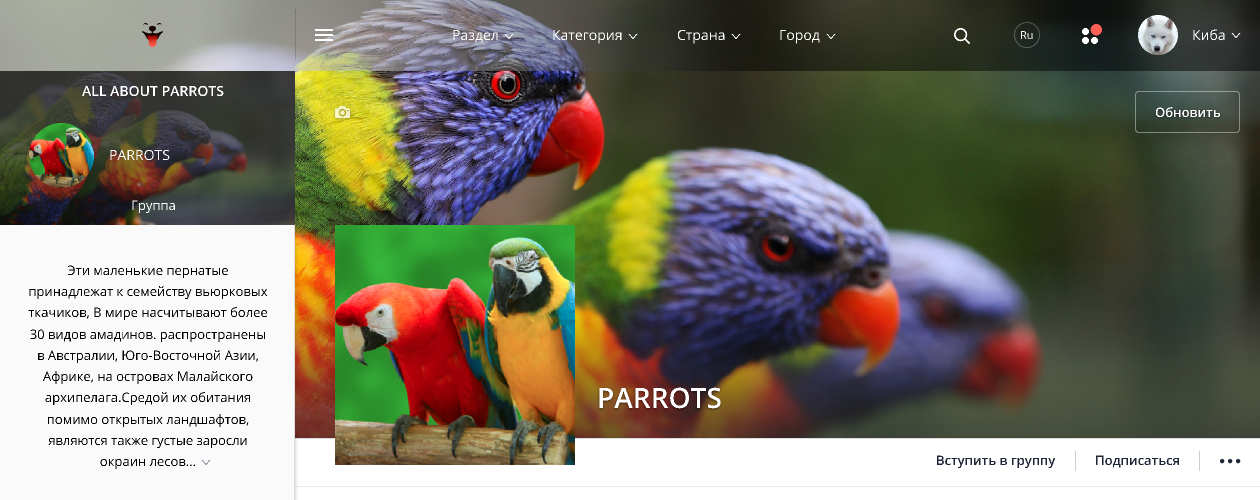 Раздел Категория Страна Город Ru Киба
ALL ABOUT PARROTS
Обновить
PARROTS
Группа
Эти маленькие пернатые
принадлежат к семейству вьюрковых
ткачиков, В мире насчитывают более
30 видов амадинов. распространены
в Австралии, Юго-Восточной Азии,
Африке, на островах Малайского
архипелага.Средой их обитания
помимо открытых ландшафтов,
являются также густые заросли
окраин лесов...
PARROTS
Вступить в группу Подписаться